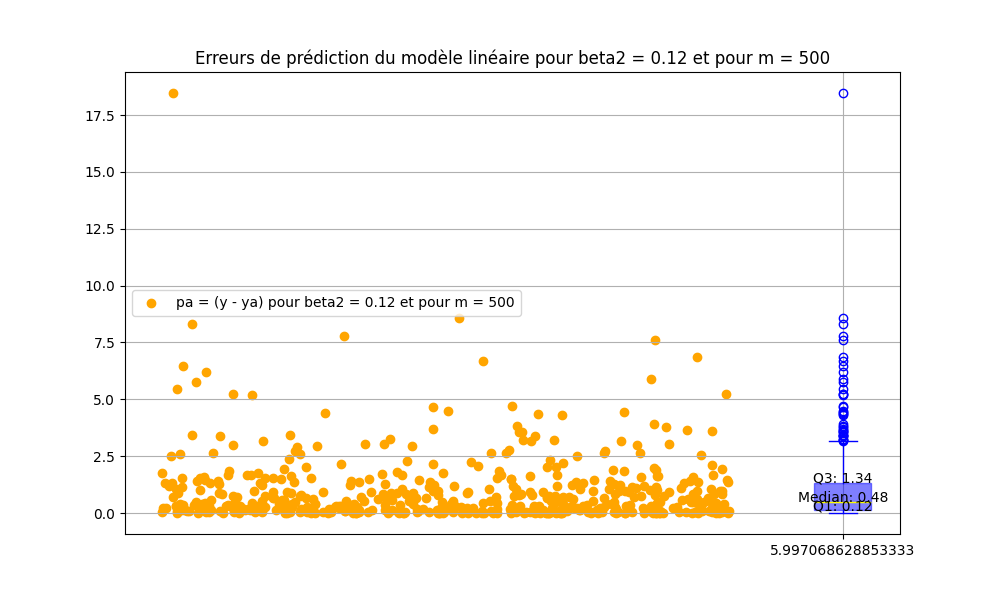 Erreurs de prédiction du modèle linéaire pour beta2 = 0.12 et pour m = 500
17.5
15.0
12.5
10.0
7.5
5.0
2.5
0.0
pa = (y - ya) pour beta2 = 0.12 et pour m = 500
Q3: 1.34
Median: 0.48
Q1: 0.12
5.997068628853333